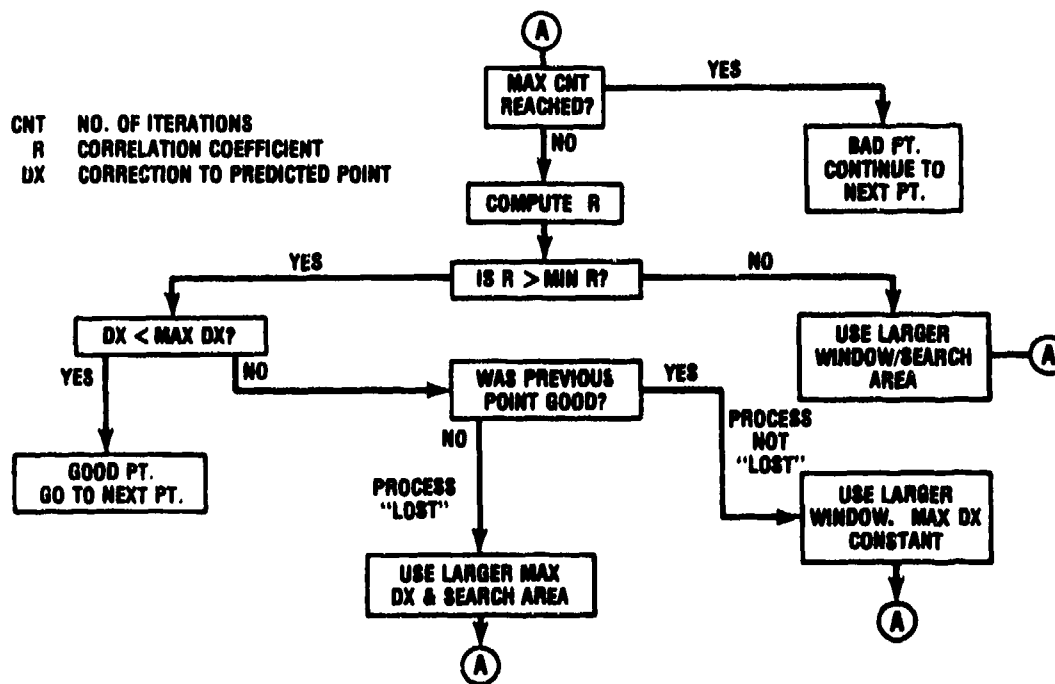 A
MAX CNT
REACHED?
YES
NO
CNT NO. OF ITERATIONS
R CORRELATION COEFFICIENT
DX CORRECTION TO PREDICTED POINT
BAD PT.
CONTINUE TO
NEXT PT.
COMPUTE R
YES
IS R > MIN R?
NO
DX < MAX DX?
USE LARGER
WINDOW/SEARCH
AREA
A
YES
NO
WAS PREVIOUS
POINT GOOD?
YES
NO
PROCESS
NOT
"LOST"
GOOD PT.
GO TO NEXT PT.
PROCESS
"LOST"
USE LARGER
WINDOW. MAX DX
CONSTANT
USE LARGER MAX
DX & SEARCH AREA
A
A